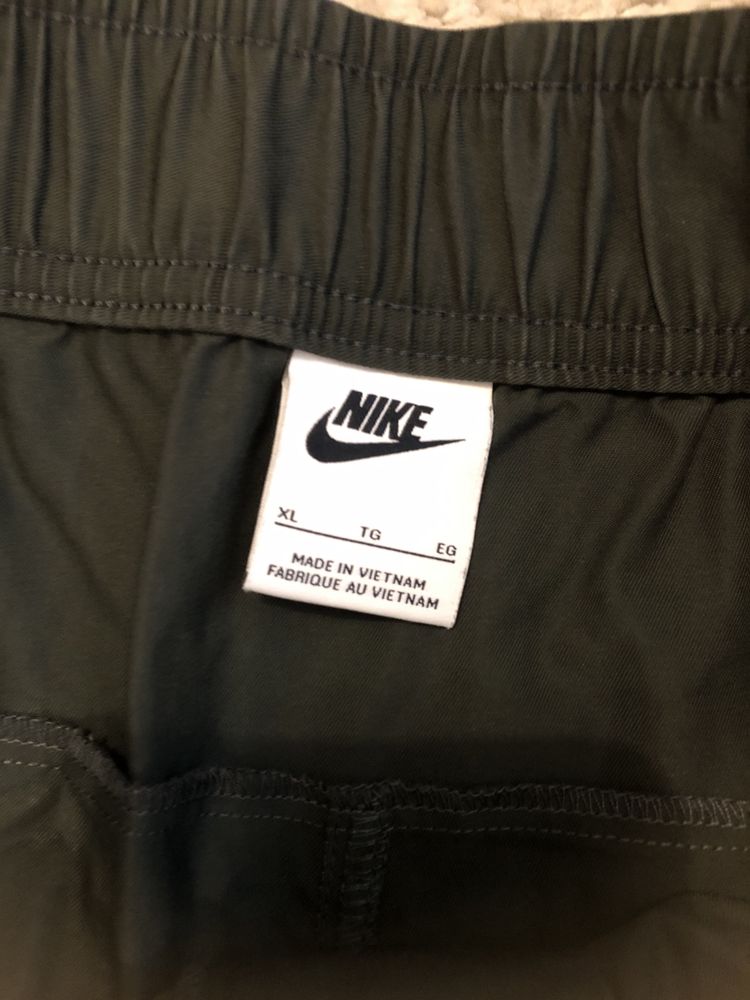 NIKE
XL TG EG
MADE IN VIETNAM
FABRIQUE AU VIETNAM